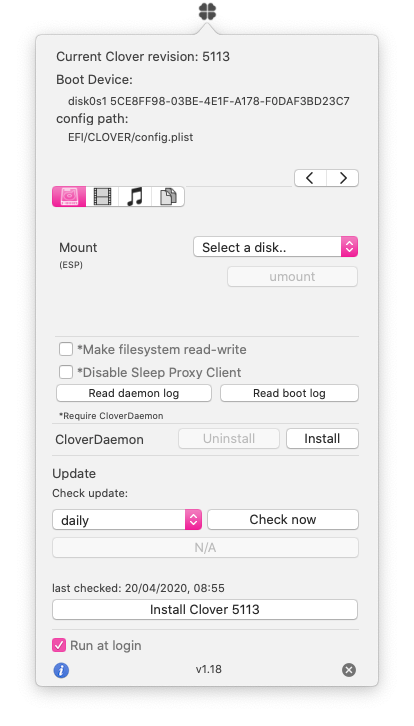 Current Clover revision: 5113
Boot Device:
disk0s1 5CE8FF98-03BE-4E1F-A178-F0DAF3BD23C7
config path:
EFI/CLOVER/config.plist
Mount
Select a disk..
(ESP)
umount
*Make filesystem read-write
*Disable Sleep Proxy Client
Read daemon log
Read boot log
*Require CloverDaemon
CloverDaemon
Uninstall
Install
Update
Check update:
daily
Check now
N/A
last checked: 20/04/2020, 08:55
Install Clover 5113
Run at login
v1.18